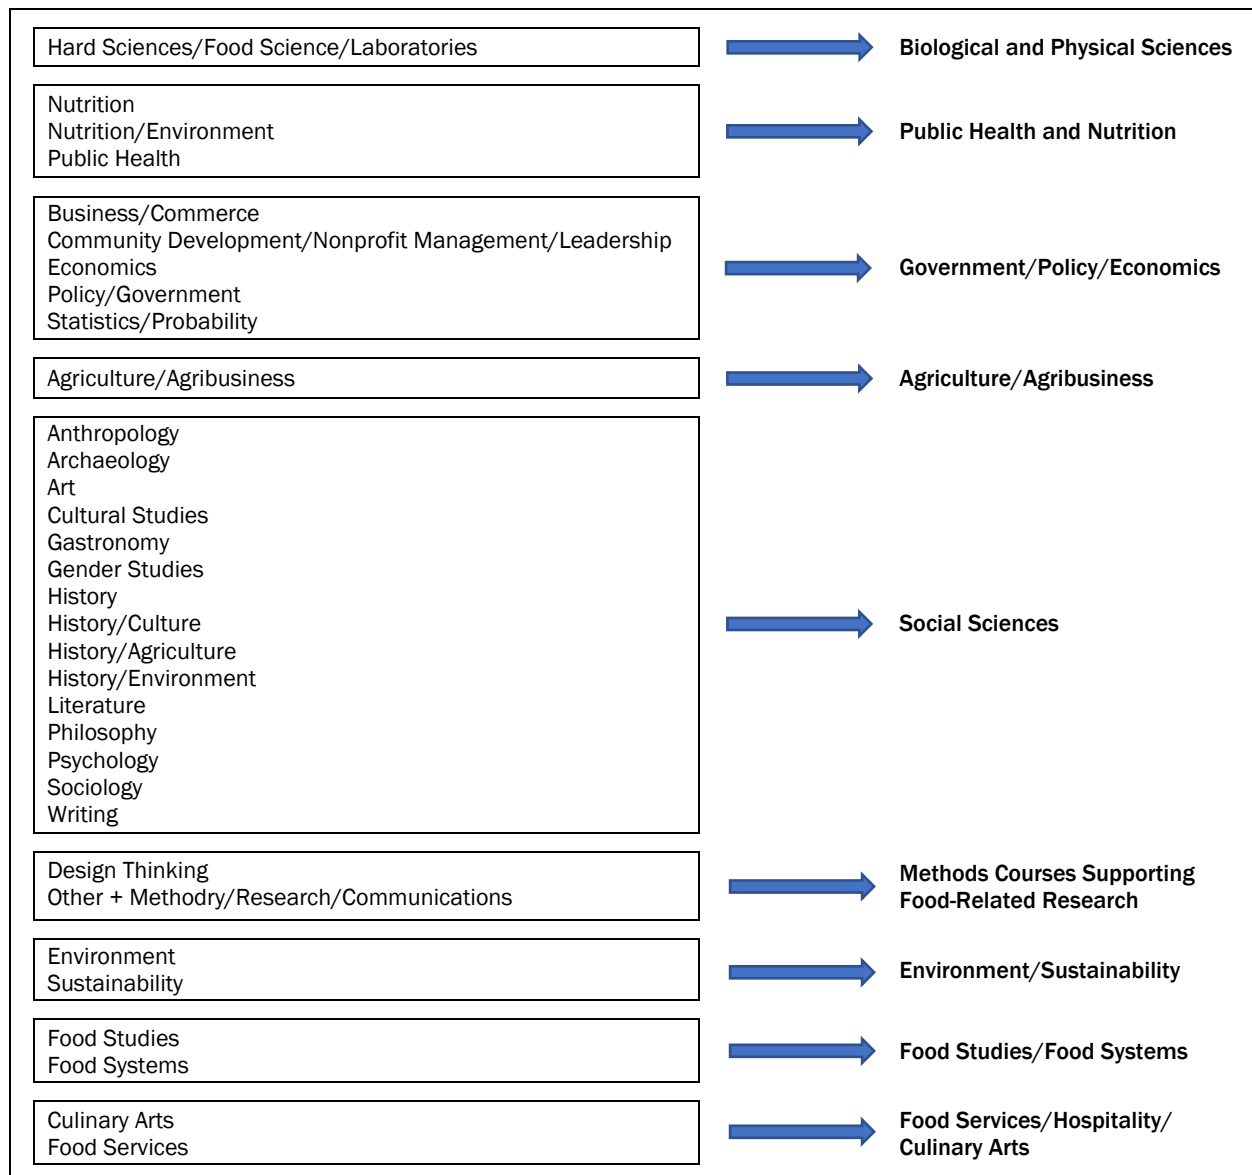 Hard Sciences/Food Science/Laboratories
Biological and Physical Sciences
Nutrition
Nutrition/Environment
Public Health
Public Health and Nutrition
Business/Commerce
Community Development/Nonprofit Management/Leadership
Economics
Policy/Government
Statistics/Probability
Government/Policy/Economics
Agriculture/Agribusiness
Agriculture/Agribusiness
Anthropology
Archaeology
Art
Cultural Studies
Gastronomy
Gender Studies
History
History/Culture
History/Agriculture
History/Environment
Literature
Philosophy
Psychology
Sociology
Writing
Social Sciences
Design Thinking
Other + Methodry/Research/Communications
Methods Courses Supporting
Food-Related Research
Environment
Sustainability
Environment/Sustainability
Food Studies
Food Systems
Food Studies/Food Systems
Culinary Arts
Food Services
Food Services/Hospitality/
Culinary Arts